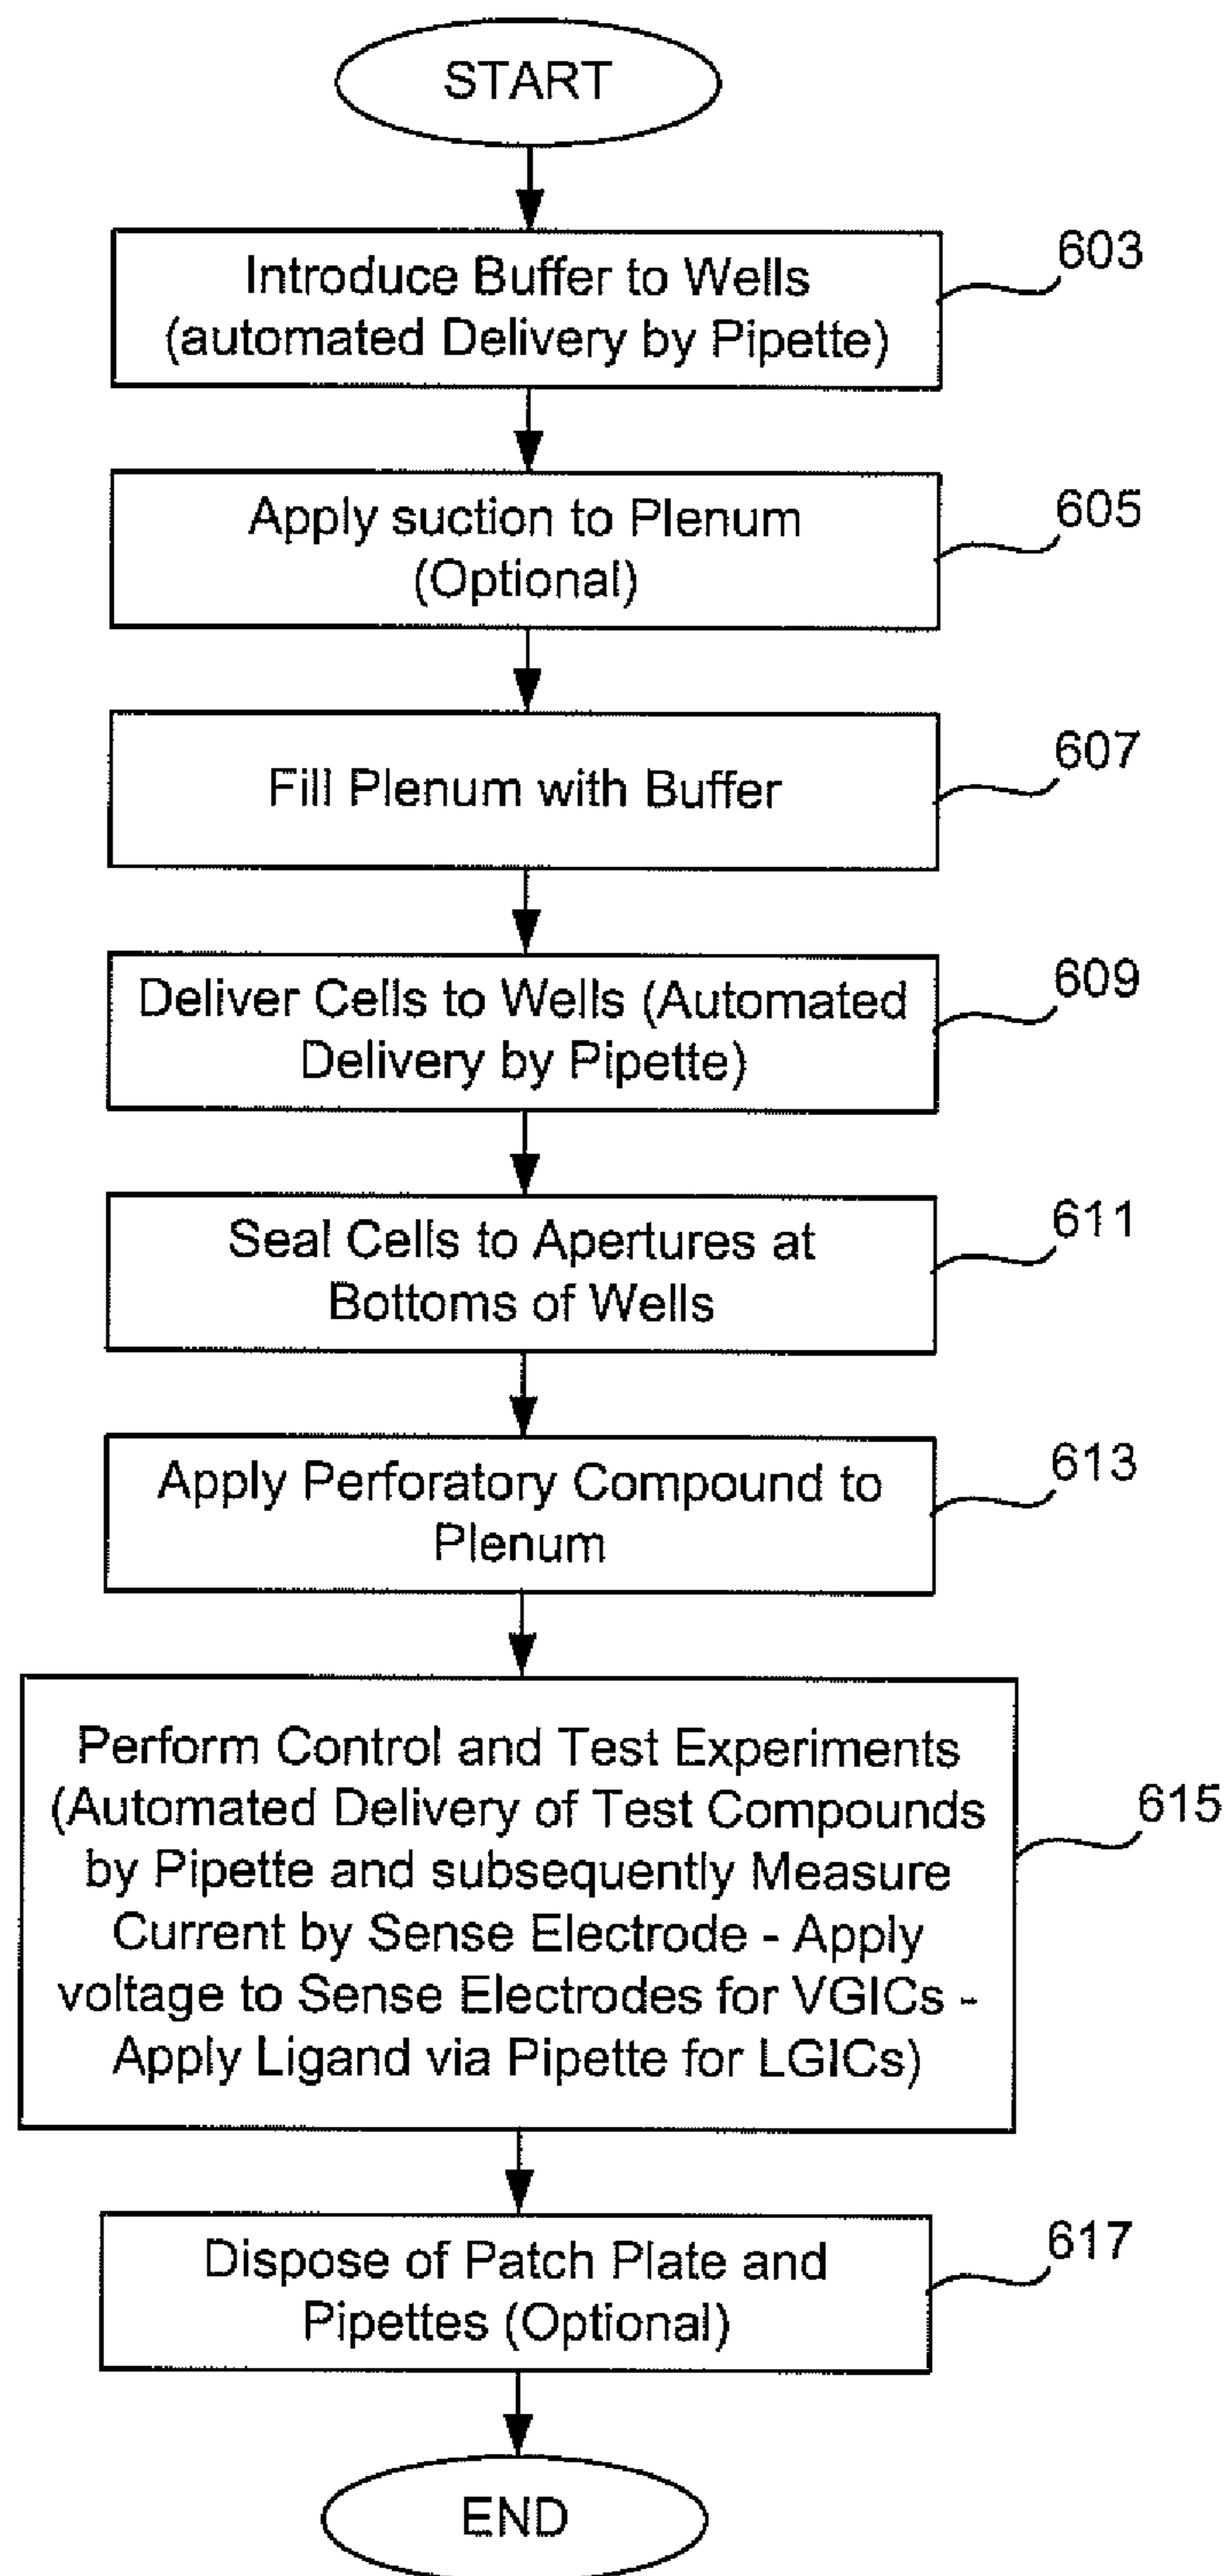 START
Introduce Buffer to Wells
(automated Delivery by Pipette)
603
Apply suction to Plenum
(Optional)
605
Fill Plenum with Buffer
607
Deliver Cells to Wells (Automated
Delivery by Pipette)
609
Seal Cells to Apertures at
Bottoms of Wells
611
Apply Perforatory Compound to
Plenum
613
Perform Control and Test Experiments
(Automated Delivery of Test Compounds
by Pipette and subsequently Measure
Current by Sense Electrode - Apply
voltage to Sense Electrodes for VGICs -
Apply Ligand via Pipette for LGICs)
615
Dispose of Patch Plate and
Pipettes (Optional)
617
END